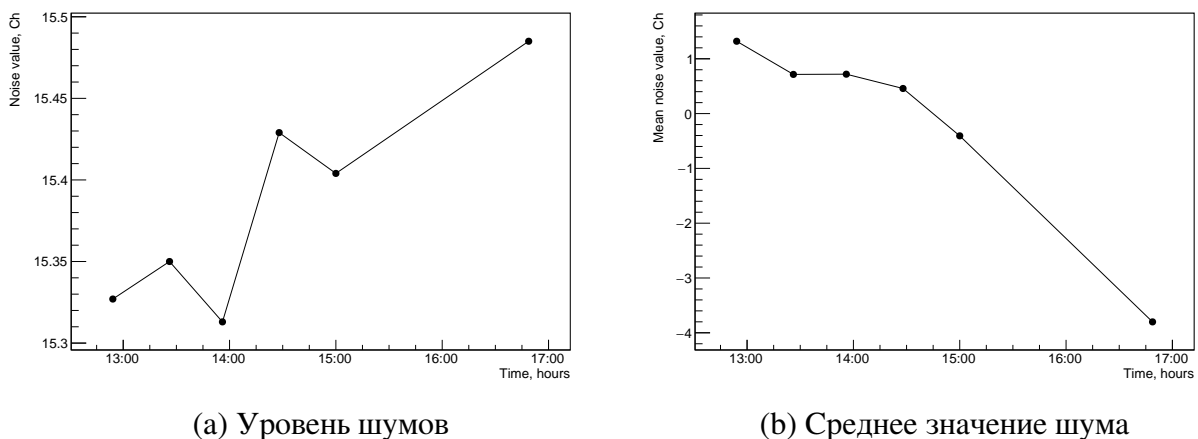 Noise value, Ch
15.5
15.45
15.4
15.35
15.3
13:00 14:00 15:00 16:00 17:00
Time, hours
(a) Уровень шумов
Mean noise value, Ch
1
0
−1
−2
−3
−4
13:00 14:00 15:00 16:00 17:00
Time, hours
(b) Среднее значение шума